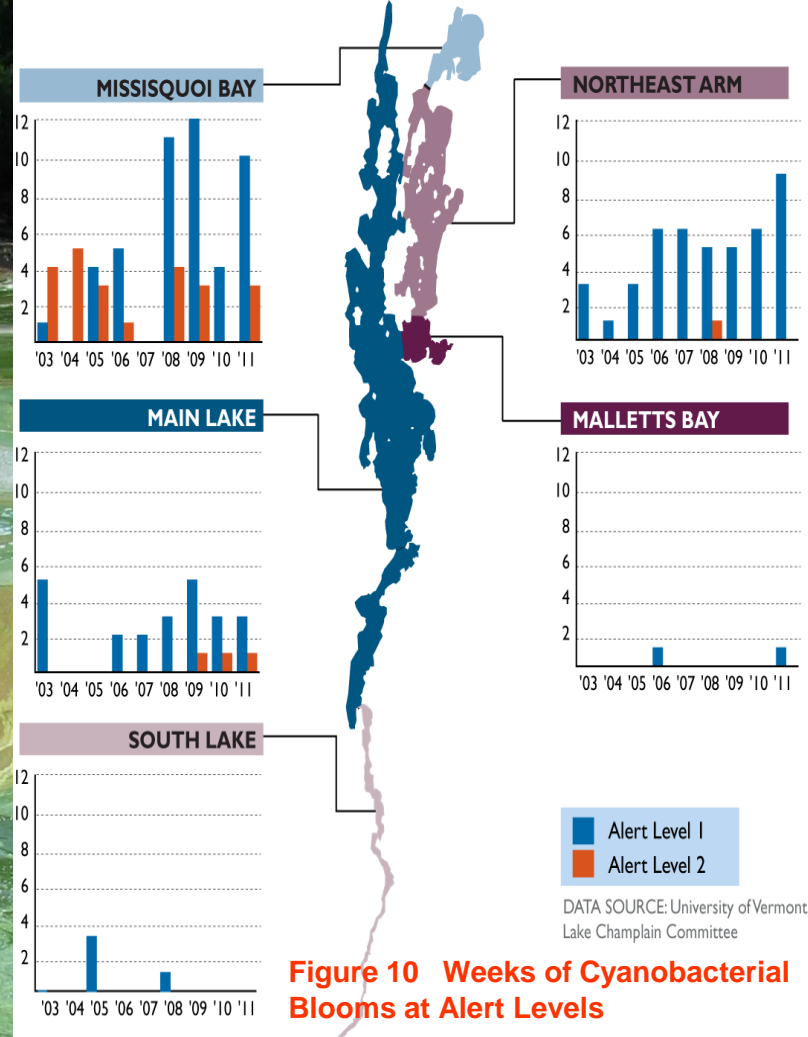 MISSISQUOI BAY
12
10
8
6
4
2
'03 '04 '05 '06 '07 '08 '09 '10 '11
NORTHEAST ARM
12
10
8
6
4
2
'03 '04 '05 '06 '07 '08 '09 '10 '11
MAIN LAKE
12
10
8
6
4
2
'03 '04 '05 '06 '07 '08 '09 '10 '11
MALLETTS BAY
12
10
8
6
4
2
'03 '04 '05 '06 '07 '08 '09 '10 '11
SOUTH LAKE
12
10
8
6
4
2
'03 '04 '05 '06 '07 '08 '09 '10 '11
Alert Level 1
Alert Level 2
DATA SOURCE: University of Vermont
Lake Champlain Committee
Figure 10 Weeks of Cyanobacterial
Blooms at Alert Levels